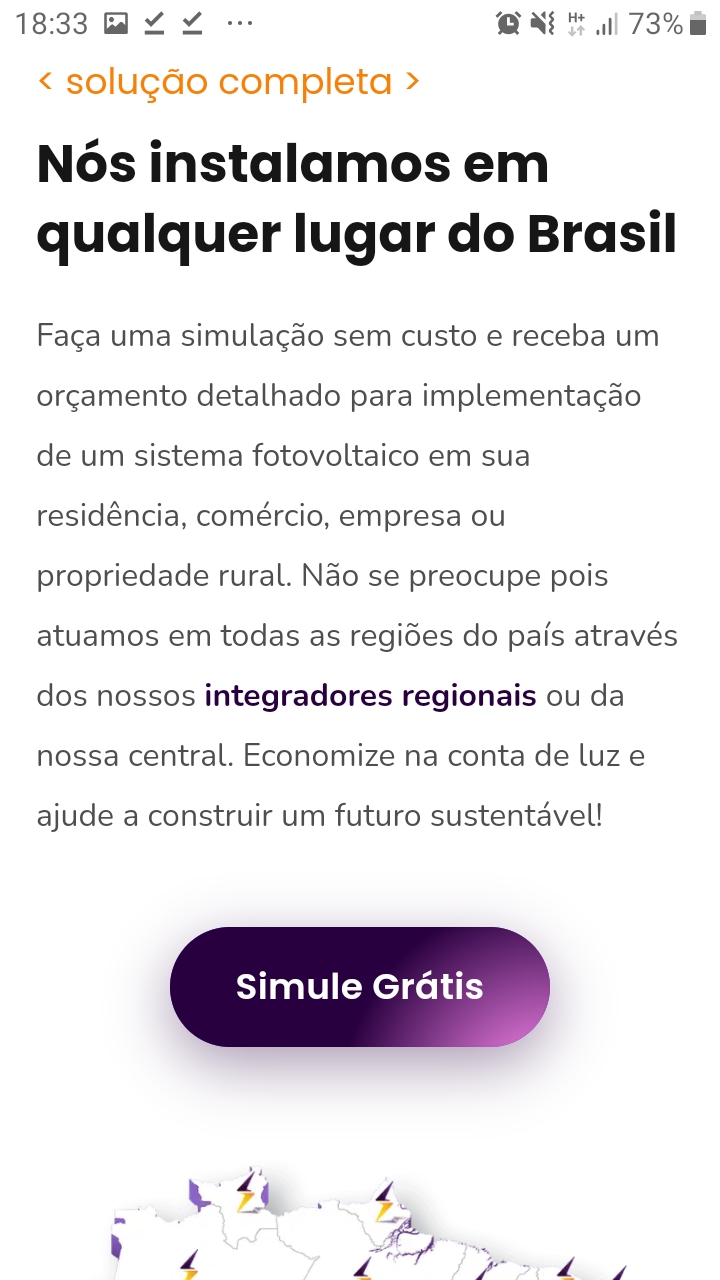 18:33 ... H+ 73%
< solução completa >
Nós instalamos em
qualquer lugar do Brasil
Faça uma simulação sem custo e receba um
orçamento detalhado para implementação
de um sistema fotovoltaico em sua
residência, comércio, empresa ou
propriedade rural. Não se preocupe pois
atuamos em todas as regiões do país através
dos nossos integradores regionais ou da
nossa central. Economize na conta de luz e
ajude a construir um futuro sustentável!
Simule Grátis